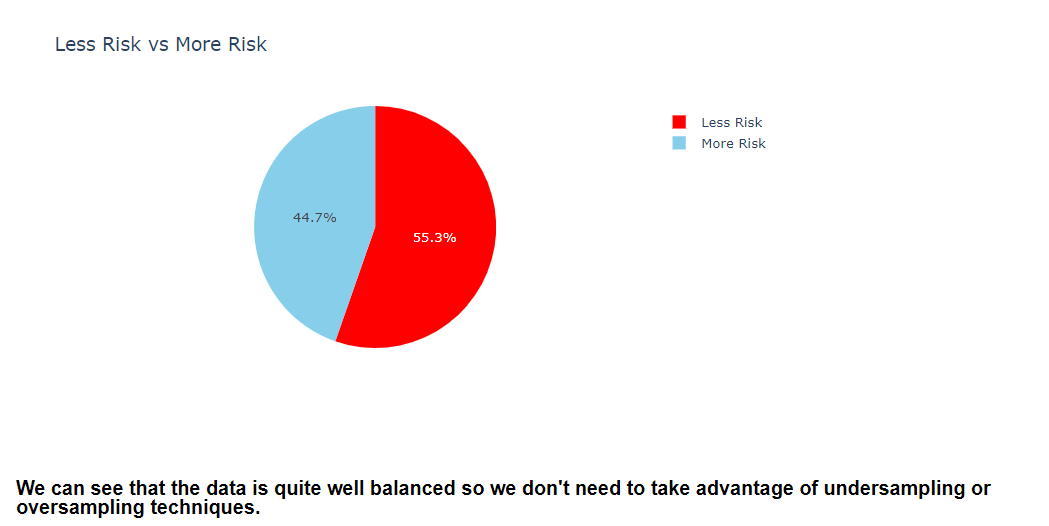 Less Risk vs More Risk
Less Risk
More Risk
44.7%
55.3%
We can see that the data is quite well balanced so we don't need to take advantage of undersampling or
oversampling techniques.